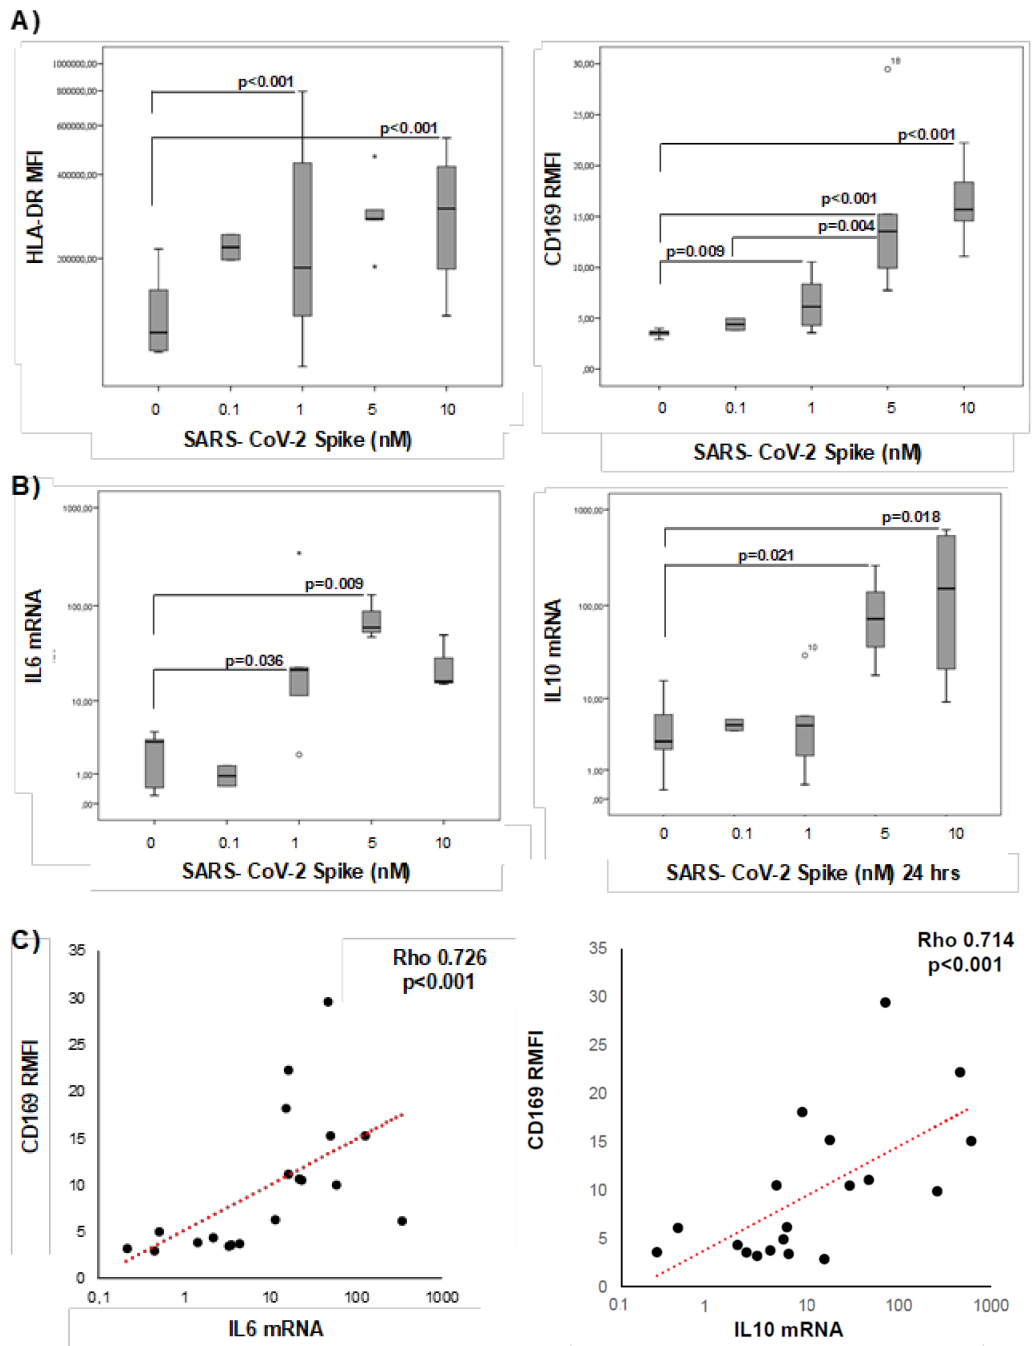 A)
1000000,00
800000,00
600000,00
400000,00
200000,00
HLA-DR MFI
p<0.001
p<0.001
0 0.1 1 5 10
SARS- CoV-2 Spike (nM)
30,00
25,00
20,00
15,00
10,00
5,00
,00
CD169 RMFI
18
p<0.001
p<0.001
p=0.004
p=0.009
0 0.1 1 5 10
SARS- CoV-2 Spike (nM)
B)
1000,00
100,00
10,00
1,00
,00
IL6 mRNA
p=0.009
p=0.036
0 0.1 1 5 10
SARS- CoV-2 Spike (nM)
1000,00
100,00
10,00
1,00
,00
IL10 mRNA
p=0.018
p=0.021
10
0 0.1 1 5 10
SARS- CoV-2 Spike (nM) 24 hrs
C)
Rho 0.726
p<0.001
35
30
25
20
15
10
5
0
CD169 RMFI
0,1 1 10 100 1000
IL6 mRNA
Rho 0.714
p<0.001
35
30
25
20
15
10
5
0
CD169 RMFI
0.1 1 10 100 1000
IL10 mRNA